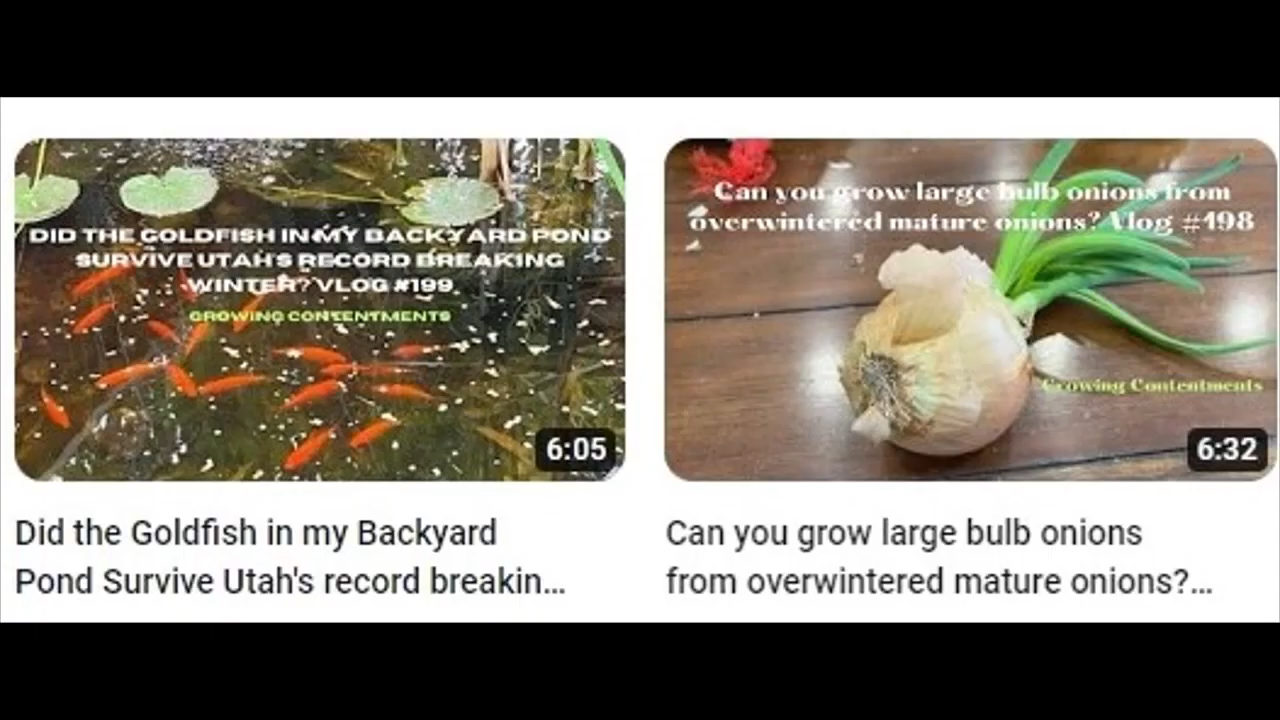 DID THE GOLDFISH IN MY BACKYARD POND
SURVIVE UTAH'S RECORD BREAKING
WINTER? VLOG #199
GROWING CONTENTMENTS
6:05
Did the Goldfish in my Backyard
Pond Survive Utah's record breakin...
Can you grow large bulb onions from
overwintered mature onions? Vlog #198
Growing Contentments
6:32
Can you grow large bulb onions
from overwintered mature onions?...